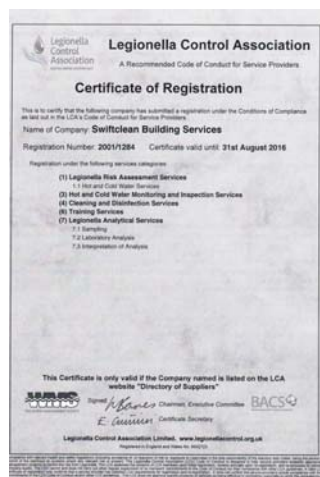 Legionella
Control
Association
Legionella Control Association
A Recommended Code of Conduct for Service Providers
Certificate of Registration
This is to certify that the following company has submitted a registration under the Conditions of Compliance
as laid out in the LCA's Code of Conduct for Service Providers.
Name of Company: Swiftclean Building Services
Registration Number: 2001/1284 Certificate valid until: 31st August 2016
Registration under the following services categories:
(1) Legionella Risk Assessment Services
1.1 Hot and Cold Water Services
(3) Hot and Cold Water Monitoring and Inspection Services
(4) Cleaning and Disinfection Services
(6) Training Services
(7) Legionella Analytical Services
7.1 Sampling
7.2 Laboratory Analysis
7.3 Interpretation of Analysis
This Certificate is only valid if the Company named is listed on the LCA
website "Directory of Suppliers"
Signed
Chairman, Executive Committee
BACS
Certificate Secretary
Legionella Control Association Limited. www.legionellacontrol.org.uk